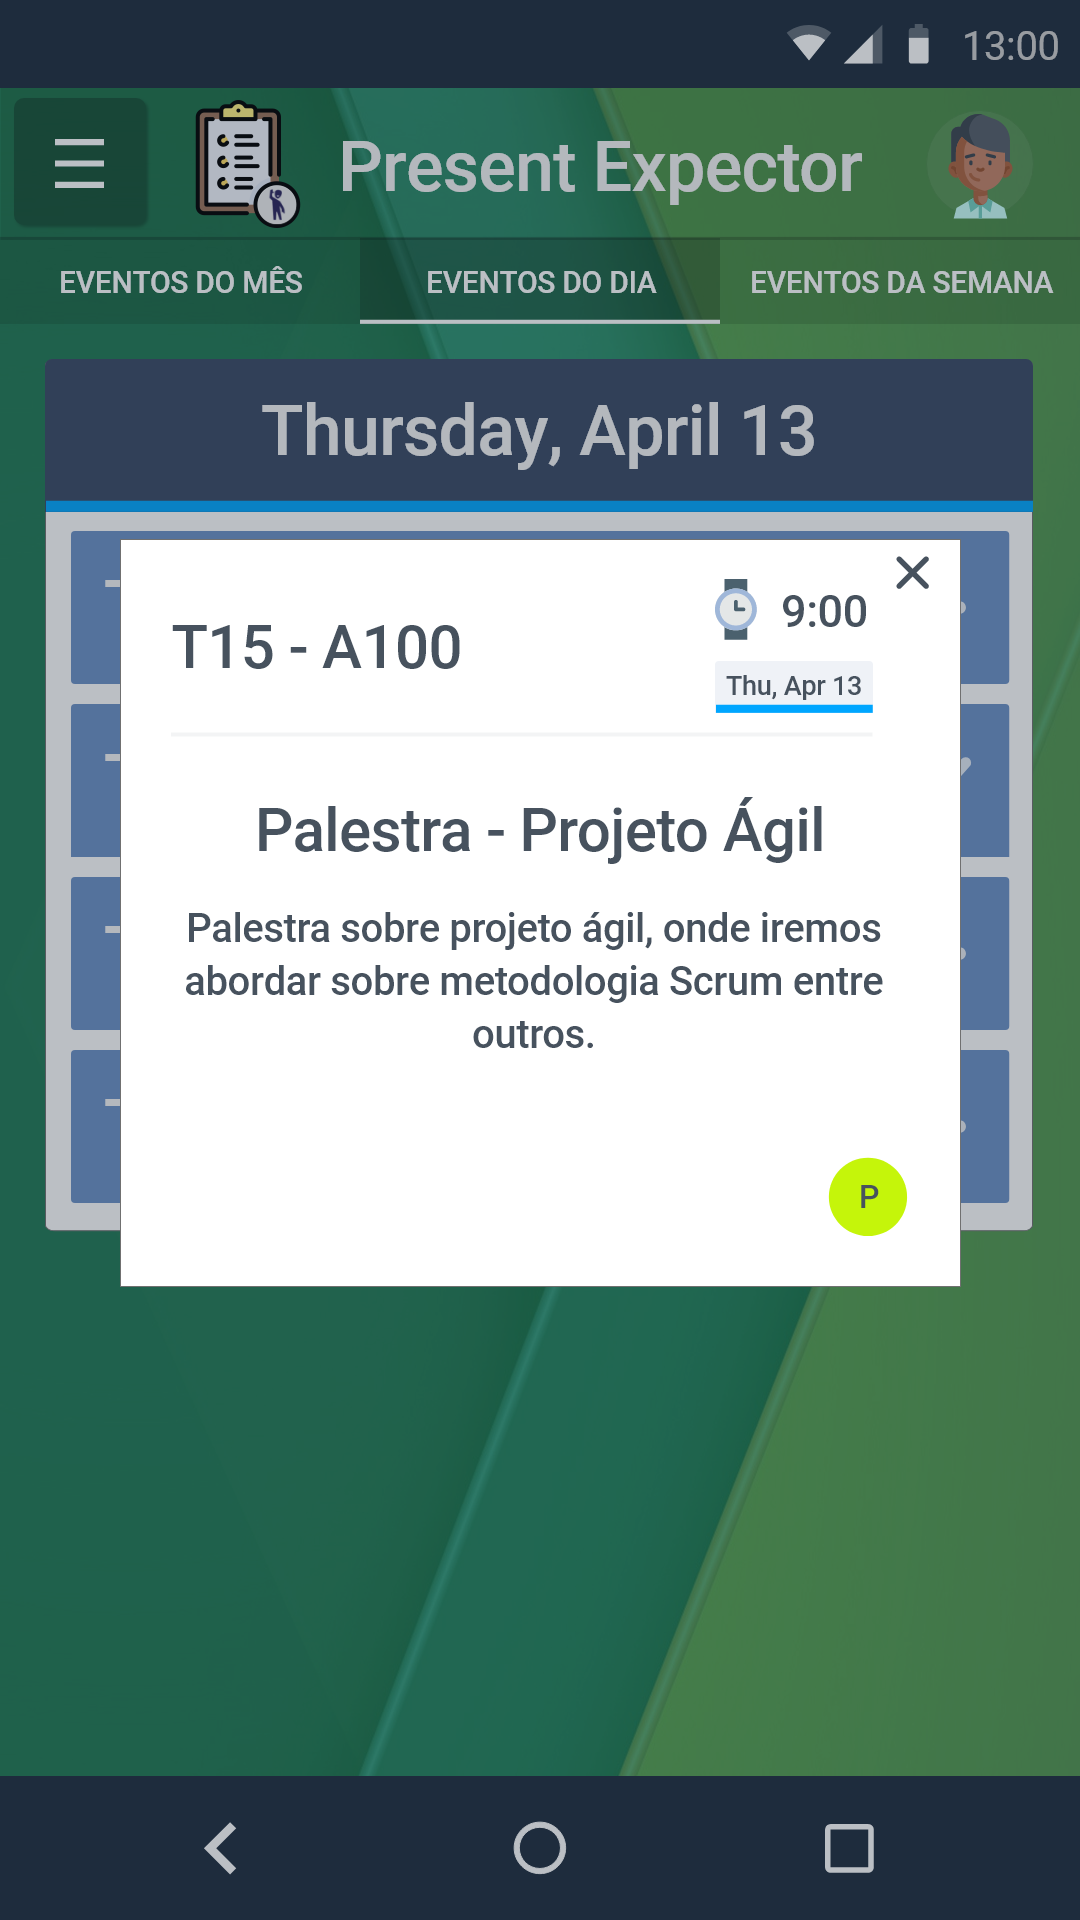 13:00
Present Expector
EVENTOS DO MÊS
EVENTOS DO DIA
EVENTOS DA SEMANA
Thursday, April 13
T15 - A100
9:00
Thu, Apr 13
Palestra - Projeto Ágil
Palestra sobre projeto ágil, onde iremos
abordar sobre metodologia Scrum entre
outros.
P